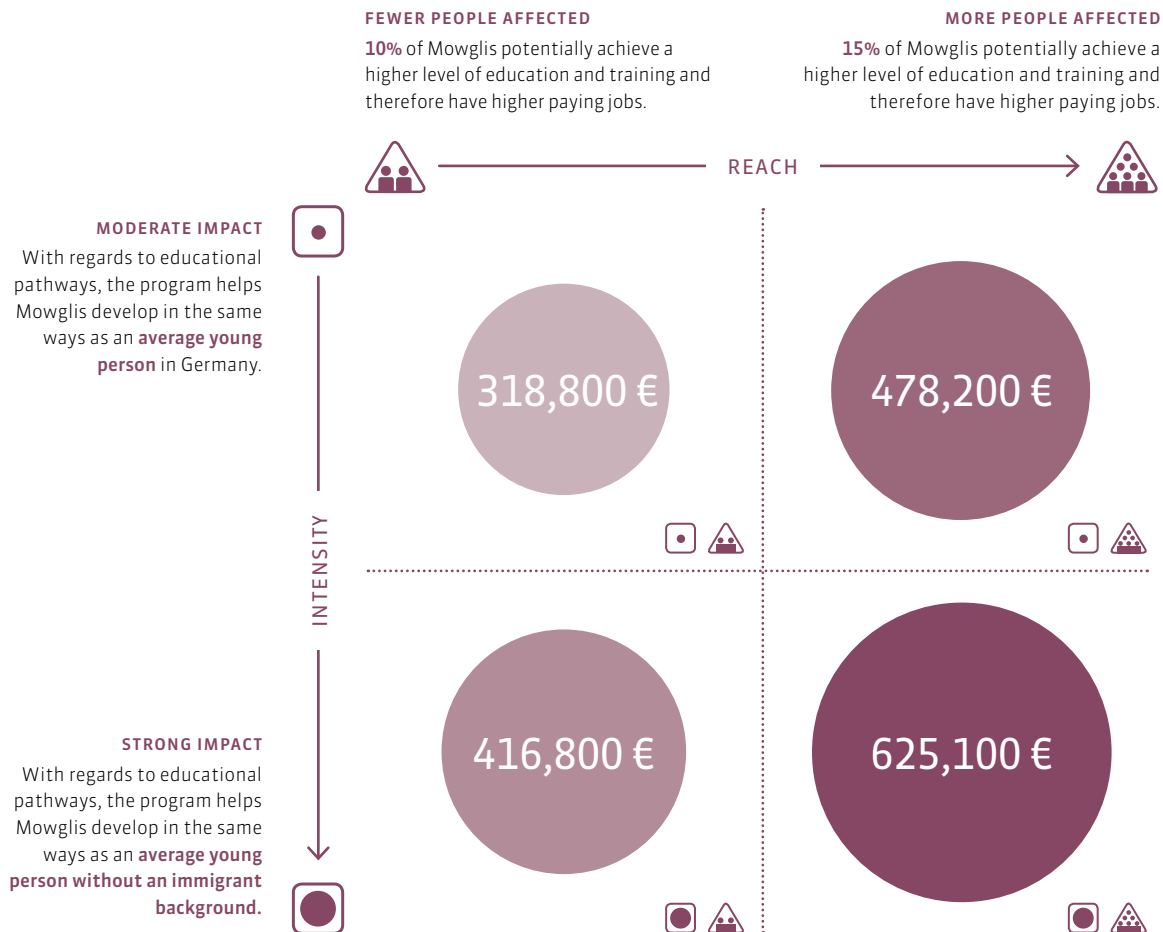 FEWER PEOPLE AFFECTED
10% of Mowglis potentially achieve a
higher level of education and training and
therefore have higher paying jobs.
MORE PEOPLE AFFECTED
15% of Mowglis potentially achieve a
higher level of education and training and
therefore have higher paying jobs.
REACH
MODERATE IMPACT
With regards to educational
pathways, the program helps
Mowglis develop in the same
ways as an average young
person in Germany.
318,800 €
478,200 €
INTENSITY
STRONG IMPACT
With regards to educational
pathways, the program helps
Mowglis develop in the same
ways as an average young
person without an immigrant
background.
416,800 €
625,100 €